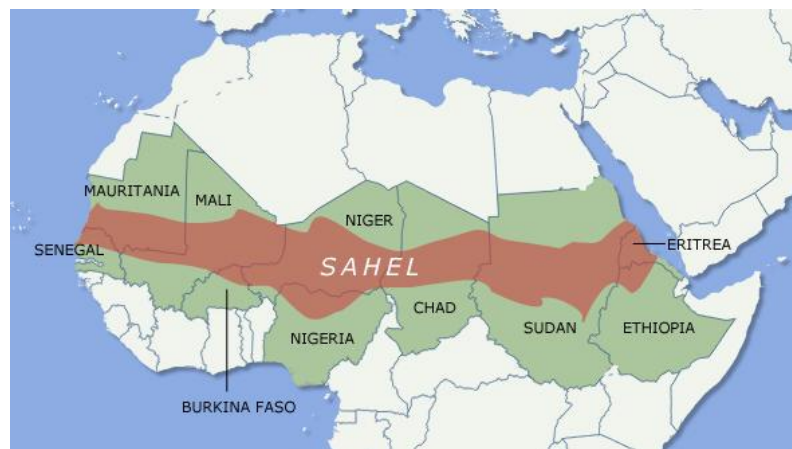 MAURITANIA
MALI
NIGER
SENEGAL
ERITREA
SAHEL
CHAD
NIGERIA
SUDAN
ETHIOPIA
BURKINA FASO